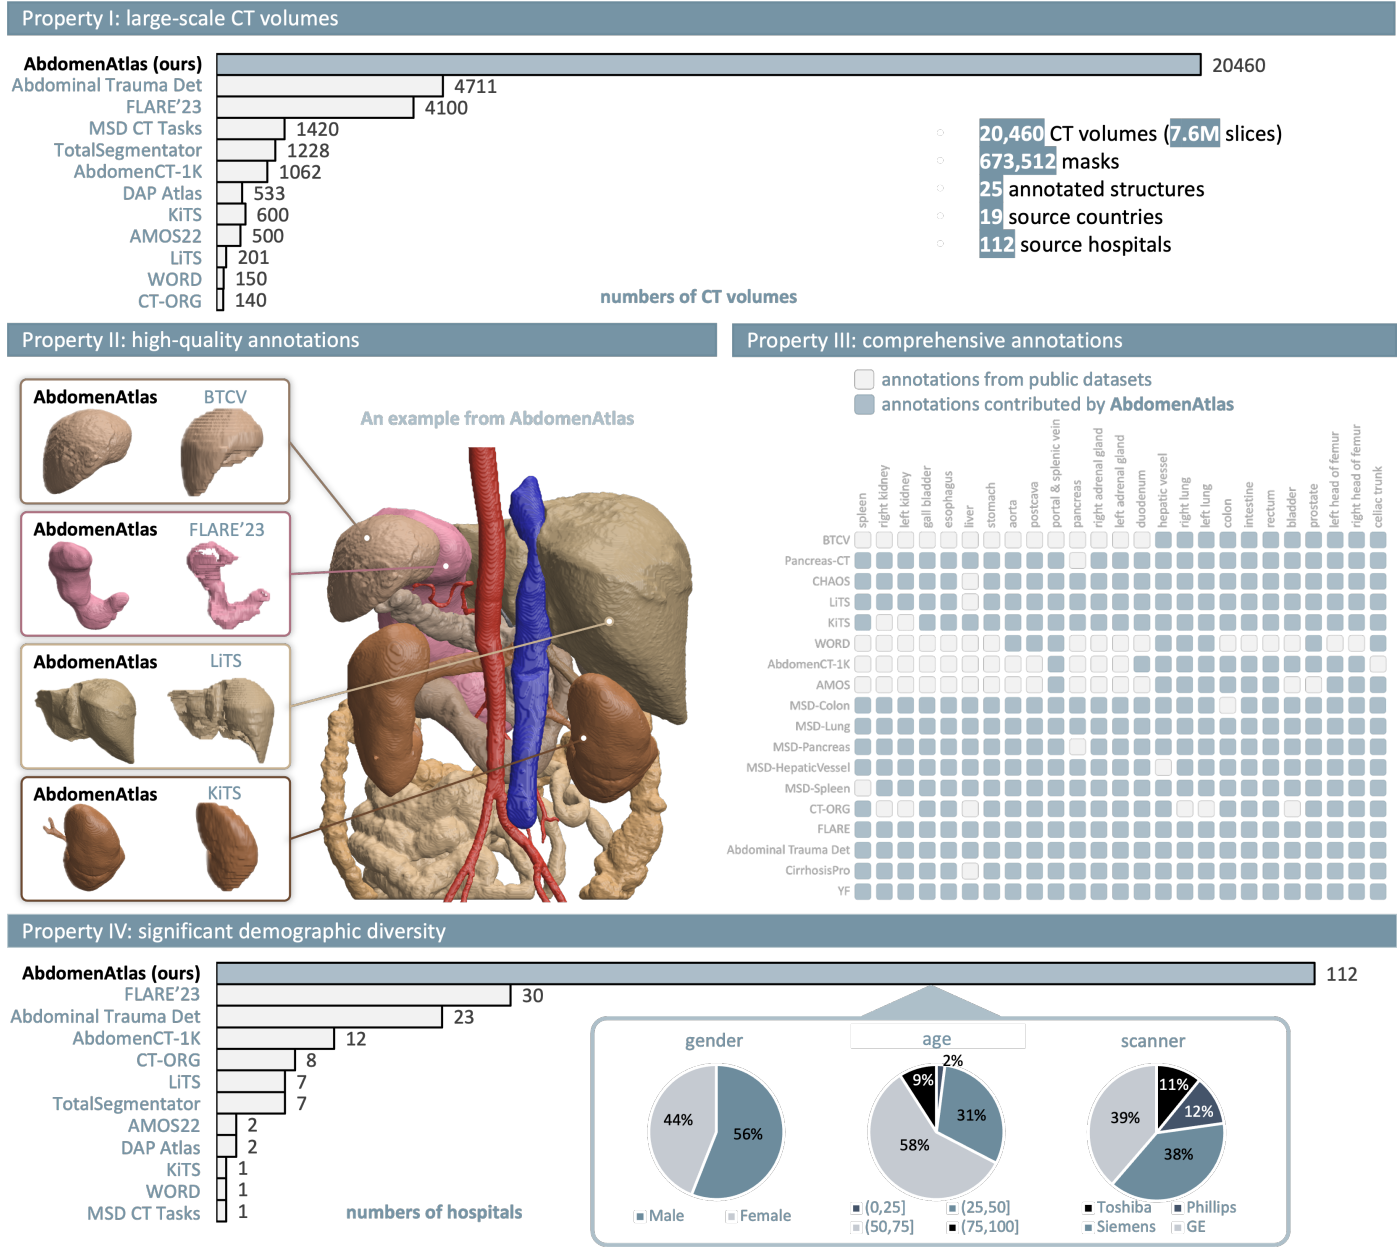 Property I: large-scale CT volumes
AbdomenAtlas (ours)
20460
Abdominal Trauma Det
4711
FLARE’23
4100
MSD CT Tasks
1420
TotalSegmentator
1228
AbdomenCT-1K
1062
DAP Atlas
533
KiTS
600
AMOS22
500
LiTS
201
WORD
150
CT-ORG
140
20,460 CT volumes (7.6M slices)
673,512 masks
25 annotated structures
19 source countries
112 source hospitals
numbers of CT volumes
Property II: high-quality annotations
AbdomenAtlas BTCV
AbdomenAtlas FLARE’23
AbdomenAtlas LiTS
AbdomenAtlas KiTS
An example from AbdomenAtlas
Property III: comprehensive annotations
annotations from public datasets
annotations contributed by AbdomenAtlas
spleen
right kidney
left kidney
gall bladder
esophagus
liver
stomach
aorta
postcava
portal & splenic vein
pancreas
right adrenal gland
left adrenal gland
duodenum
hepatic vessel
right lung
left lung
colon
intestine
rectum
bladder
prostate
left head of femur
right head of femur
celiac trunk
BTCV
Pancreas-CT
CHAOS
LiTS
KiTS
WORD
AbdomenCT-1K
AMOS
MSD-Colon
MSD-Lung
MSD-Pancreas
MSD-HepaticVessel
MSD-Spleen
CT-ORG
FLARE
Abdominal Trauma Det
CirrhosisPro
YF
Property IV: significant demographic diversity
AbdomenAtlas (ours)
112
FLARE’23
30
Abdominal Trauma Det
23
AbdomenCT-1K
12
CT-ORG
8
LiTS
7
TotalSegmentator
7
AMOS22
2
DAP Atlas
2
KiTS
1
WORD
1
MSD CT Tasks
1
numbers of hospitals
gender
44%
56%
Male Female
age
2%
9%
31%
58%
(0,25] (25,50]
(50,75] (75,100]
scanner
11%
12%
39%
38%
Toshiba Phillips
Siemens GE